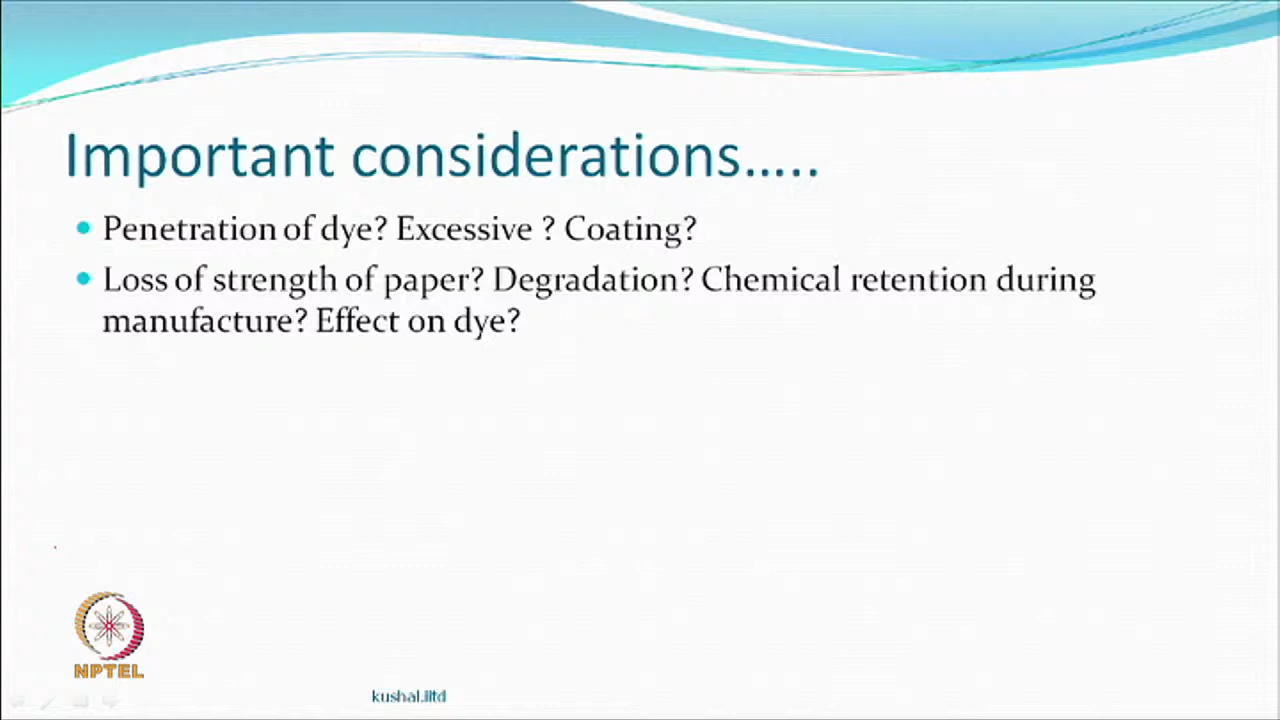 Important considerations…..
Penetration of dye? Excessive ? Coating?
Loss of strength of paper? Degradation? Chemical retention during
manufacture? Effect on dye?
NPTEL
kushal.iitd